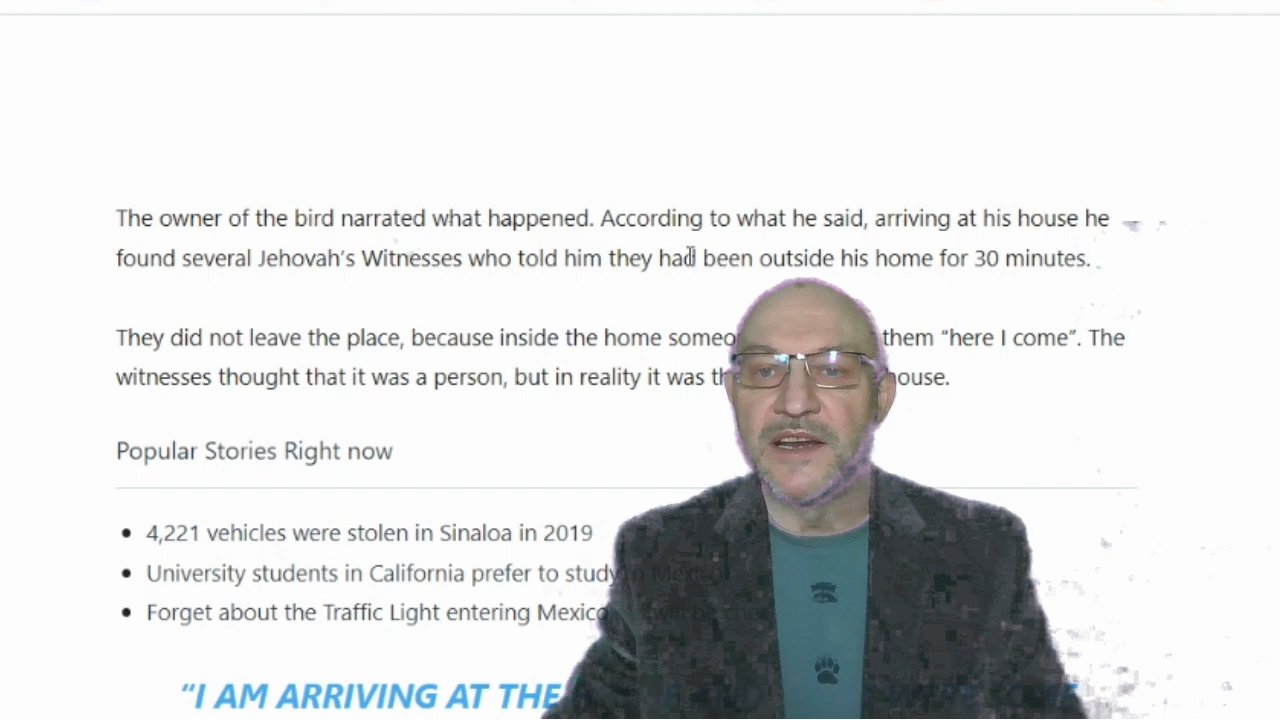 The owner of the bird narrated what happened. According to what he said, arriving at his house he
found several Jehovah's Witnesses who told him they had been outside his home for 30 minutes.
They did not leave the place, because inside the home them “here I come”. The
witnesses thought that it was a person, but in reality it was
Popular Stories Right now
4,221 vehicles were stolen in Sinaloa in 2019
University students in California prefer to study in Mexico
Forget about the Traffic Light entering Mexico
“I AM ARRIVING AT THE